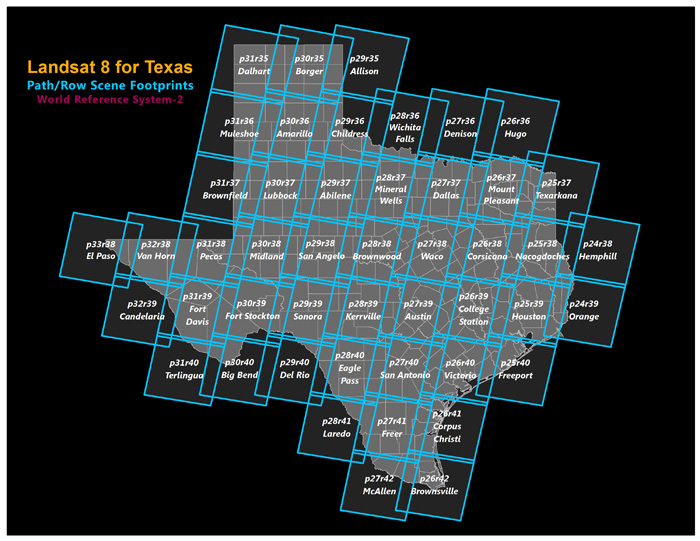 Landsat 8 for Texas
Path/Row Scene Footprints
World Reference System-2
p31r35
Dalhart
p30r35
Borger
p29r35
Allison
p31r36
Muleshoe
p30r36
Amarillo
p29r36
Childress
p28r36
Wichita
Falls
p27r36
Denison
p26r36
Hugo
p31r37
Brownfield
p30r37
Lubbock
p29r37
Abilene
p28r37
Mineral
Wells
p27r37
Dallas
p26r37
Mount
Pleasant
p25r37
Texarkana
p33r38
El Paso
p32r38
Van Horn
p31r38
Pecos
p30r38
Midland
p29r38
San Angelo
p28r38
Brownwood
p27r38
Waco
p26r38
Corsicana
p25r38
Nacogdoches
p24r38
Hemphill
p32r39
Candelaria
p31r39
Fort
Davis
p30r39
Fort Stockton
p29r39
Sonora
p28r39
Kerrville
p27r39
Austin
p26r39
College
Station
p25r39
Houston
p24r39
Orange
p31r40
Terlingua
p30r40
Big Bend
p29r40
Del Rio
p28r40
Eagle
Pass
p27r40
San Antonio
p26r40
Victoria
p25r40
Freeport
p28r41
Laredo
p27r41
Freer
p26r41
Corpus
Christi
p27r42
McAllen
p26r42
Brownsville